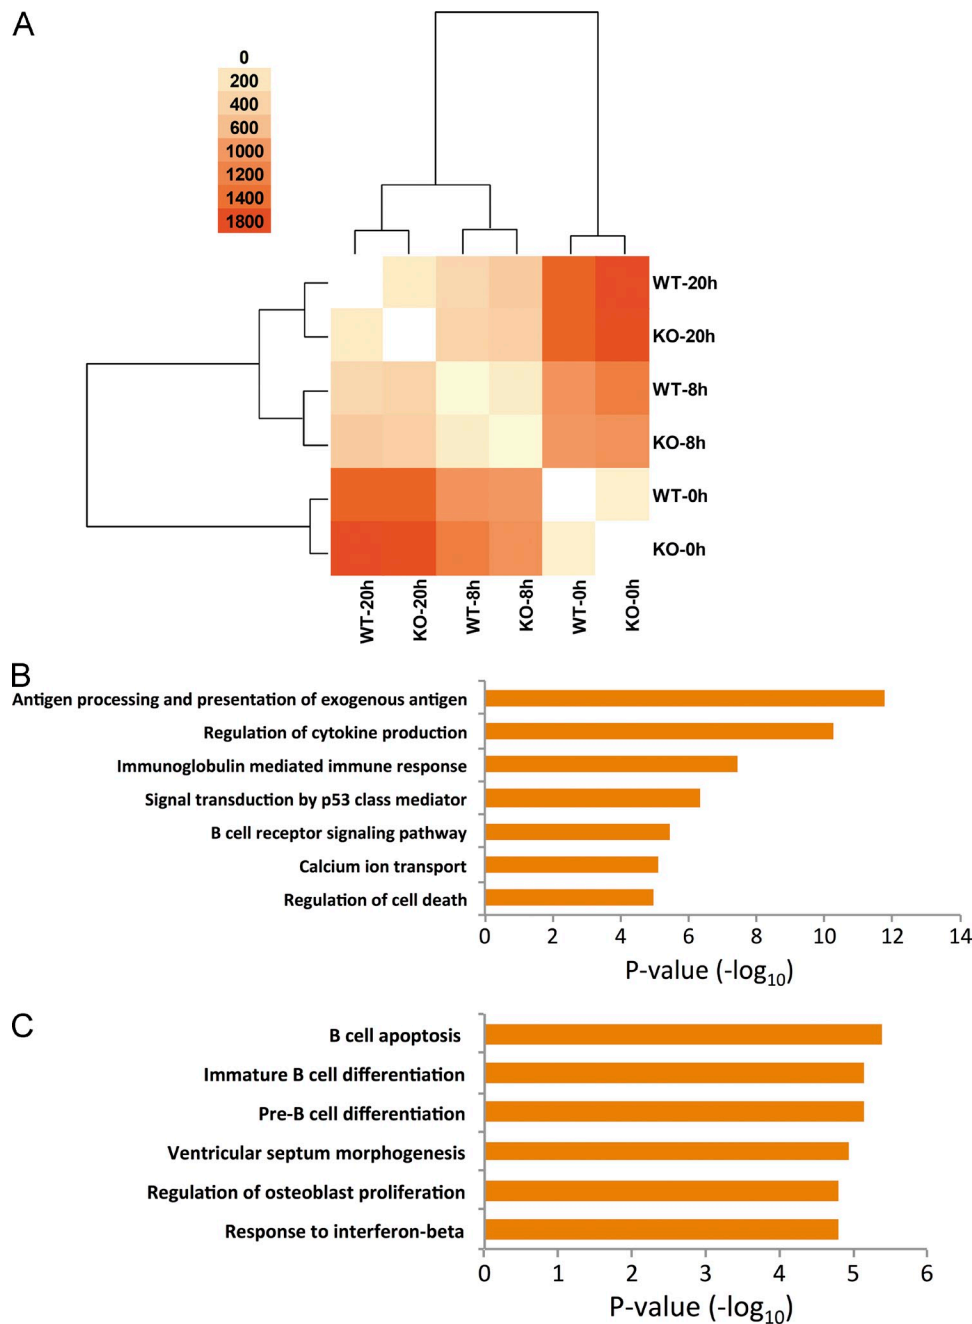 A
0
200
400
600
1000
1200
1400
1800
WT-20h
KO-20h
WT-8h
KO-8h
WT-0h
KO-0h
WT-20h
KO-20h
WT-8h
KO-8h
WT-0h
KO-0h
B
Antigen processing and presentation of exogenous antigen
Regulation of cytokine production
Immunoglobulin mediated immune response
Signal transduction by p53 class mediator
B cell receptor signaling pathway
Calcium ion transport
Regulation of cell death
0 2 4 6 8 10 12 14
P-value (-log₁₀)
C
B cell apoptosis
Immature B cell differentiation
Pre-B cell differentiation
Ventricular septum morphogenesis
Regulation of osteoblast proliferation
Response to interferon-beta
0 1 2 3 4 5 6
P-value (-log₁₀)